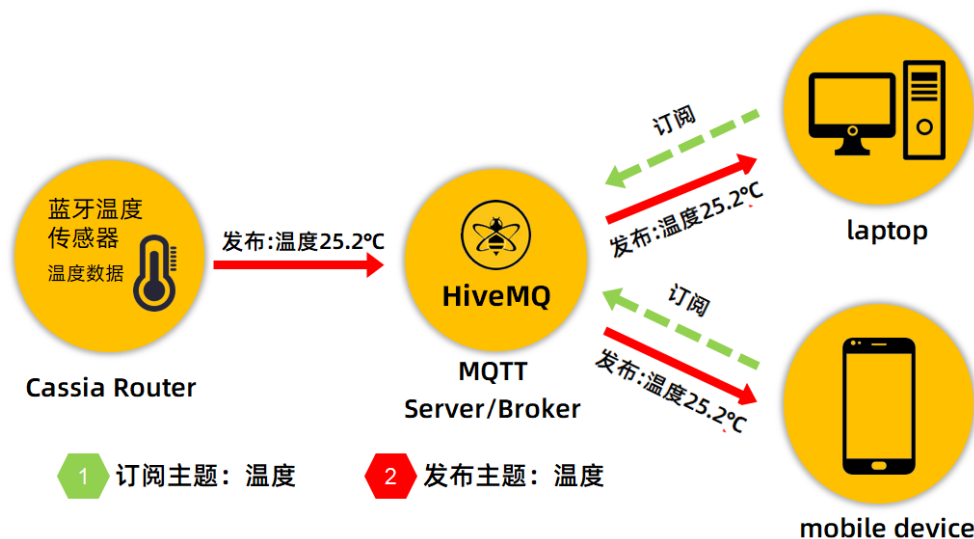 蓝牙温度
传感器
温度数据
Cassia Router
发布:温度25.2℃
HiveMQ
MQTT
Server/Broker
订阅
发布:温度25.2℃
laptop
订阅
发布:温度25.2℃
mobile device
1 订阅主题：温度
2 发布主题：温度